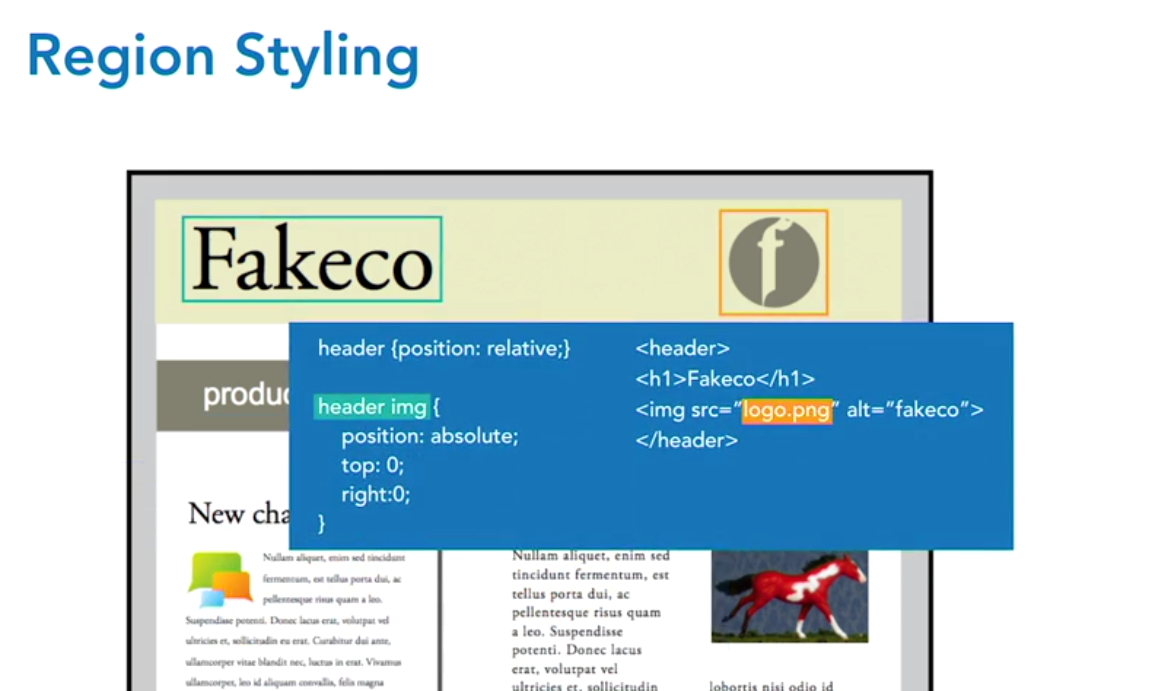 Region Styling
Fakeco
f
header {position: relative;}
header img {
position: absolute;
top: 0;
right:0;
}
<header>
<h1>Fakeco</h1>
<img src="logo.png" alt="fakeco">
</header>
produc
New cha
Nullam aliquet, enim sed tincidunt
fermentum, est tellus porta dui, ac
pellentesque risus quam a leo.
Suspendisse potenti. Donec lacus erat, volutpat vel
ultricies et, sollicitudin eu erat. Curabitur dui ante,
ullamcorper vitae blandit nec, luctus in erat. Vivamus
ullamcorper, leo id aliquam convallis, felis magna
Nullam aliquet, enim sed
tincidunt fermentum, est
tellus porta dui, ac
pellentesque risus quam
a leo. Suspendisse
potenti. Donec lacus
erat, volutpat vel
ultricies et, sollicitudin
lobortis nisi odio id